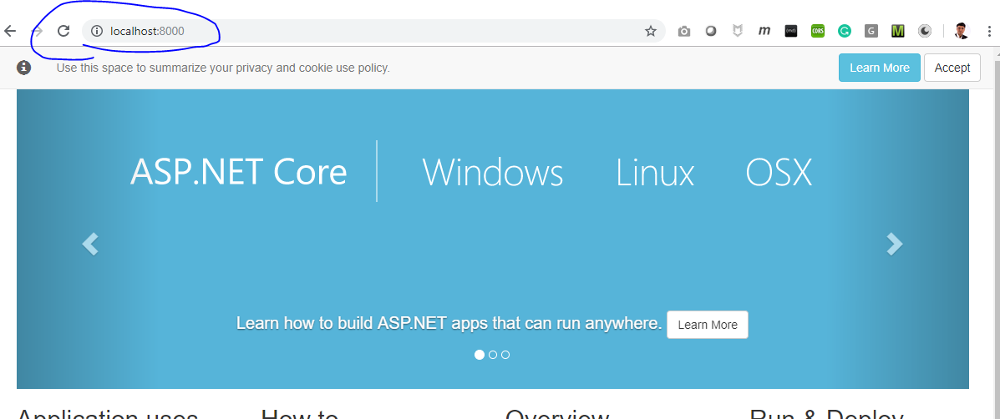 localhost:8000
m
CORS
G
G
M
Use this space to summarize your privacy and cookie use policy.
Learn More
Accept
ASP.NET Core
Windows
Linux
OSX
Learn how to build ASP.NET apps that can run anywhere.
Learn More
Application uses
How to
Overview
Run & Deploy